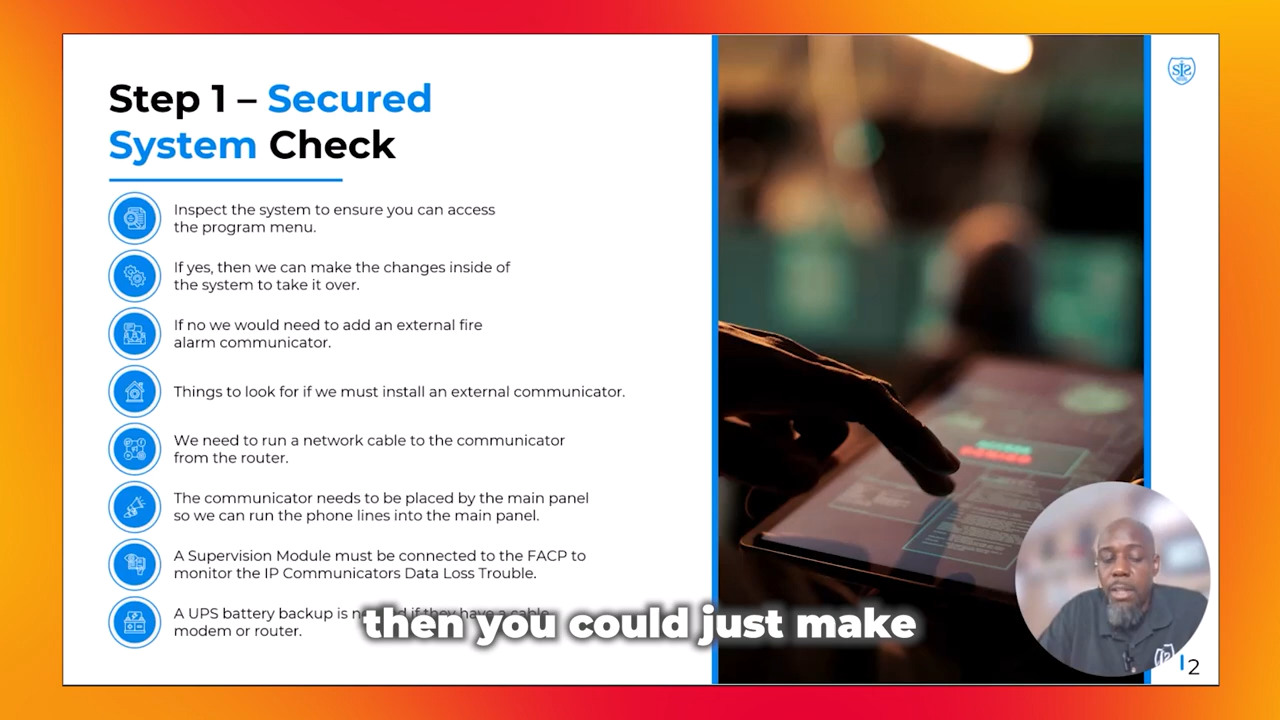 Step 1 – Secured
System Check
Inspect the system to ensure you can access
the program menu.
If yes, then we can make the changes inside of
the system to take it over.
If no we would need to add an external fire
alarm communicator.
Things to look for if we must install an external communicator.
We need to run a network cable to the communicator
from the router.
The communicator needs to be placed by the main panel
so we can run the phone lines into the main panel.
A Supervision Module must be connected to the FACP to
monitor the IP Communicators Data Loss Trouble.
A UPS battery backup is if they have a cable
modem or router.
then you could just make
2